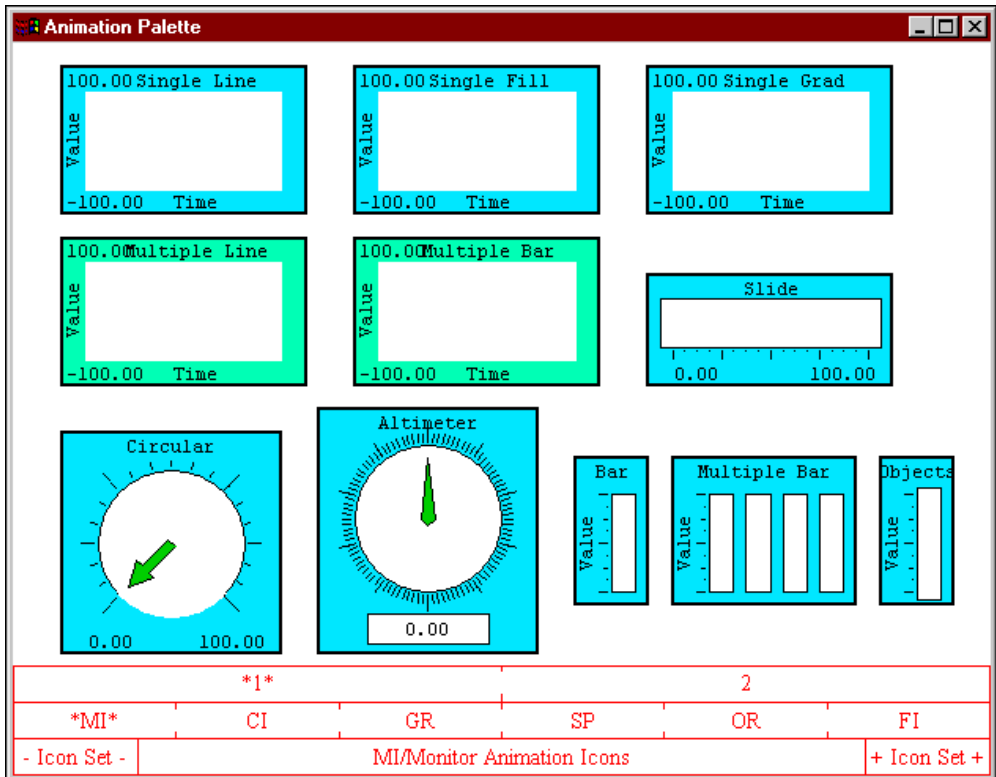 Animation Palette
100.00 Single Line
Value
-100.00 Time
100.00 Single Fill
Value
-100.00 Time
100.00 Single Grad
Value
-100.00 Time
100.00 Multiple Line
Value
-100.00 Time
100.00 Multiple Bar
Value
-100.00 Time
Slide
0.00 100.00
Circular
0.00 100.00
Altimeter
0.00
Bar
Value
Multiple Bar
Value
Objects
Value
*1* 2
*MI* CI GR SP OR FI
- Icon Set - MI/Monitor Animation Icons + Icon Set +